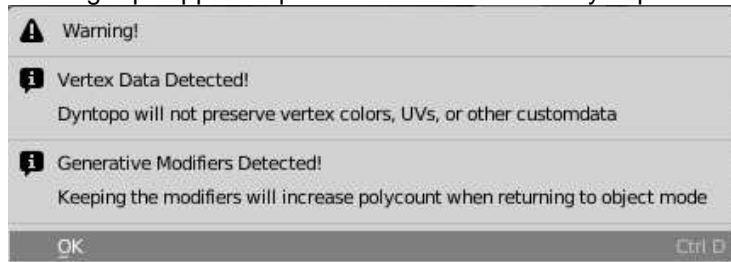 Warning!
Vertex Data Detected!
Dyntopo will not preserve vertex colors, UVs, or other customdata
Generative Modifiers Detected!
Keeping the modifiers will increase polycount when returning to object mode
OK Ctrl D